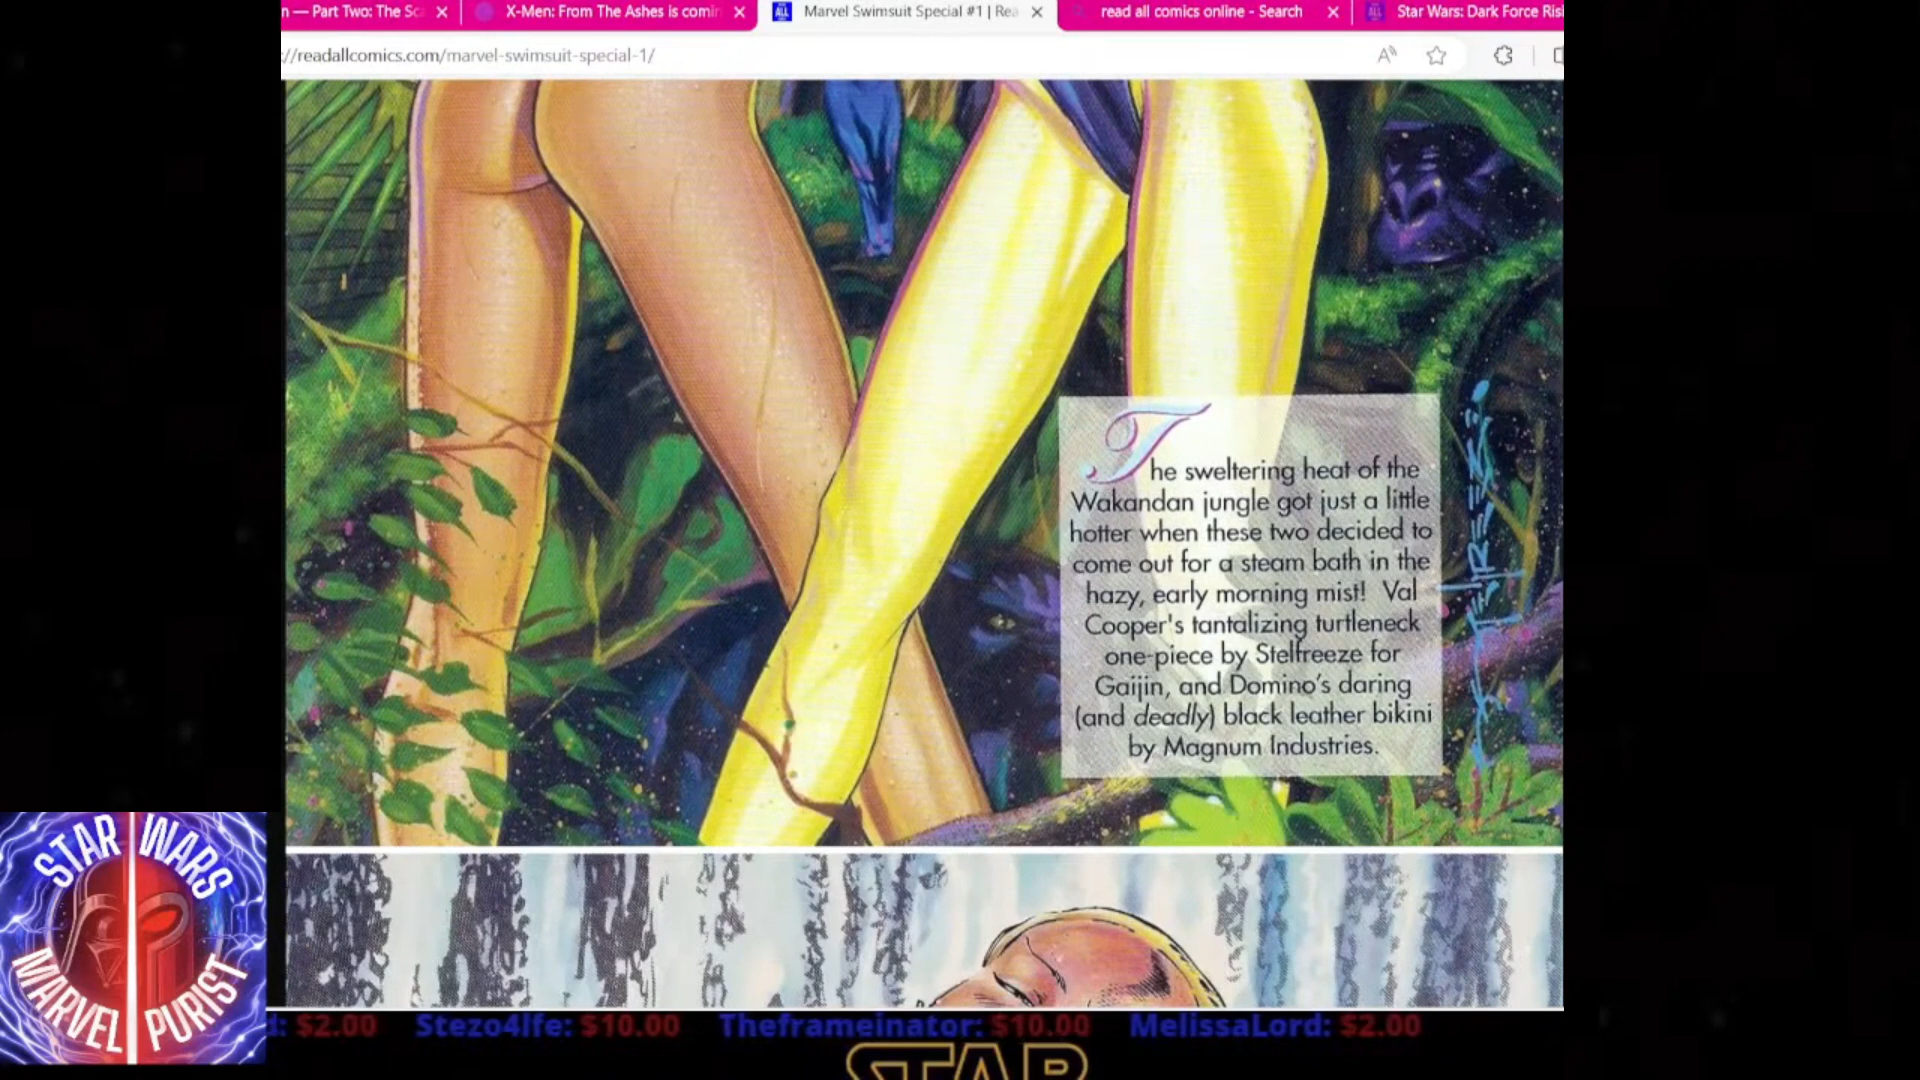 n — Part Two: The Sc
X-Men: From The Ashes is comin
Marvel Swimsuit Special #1 | Rea
read all comics online - Search
Star Wars: Dark Force Ris
://readallcomics.com/marvel-swimsuit-special-1/
The sweltering heat of the
Wakandan jungle got just a little
hotter when these two decided to
come out for a steam bath in the
hazy, early morning mist! Val
Cooper's tantalizing turtleneck
one-piece by Stelfreeze for
Gaijin, and Domino's daring
(and deadly) black leather bikini
by Magnum Industries.
STAR WARS
MARVEL PURIST
: $2.00 Stezo4lfe: $10.00 Theframeinator: $10.00 MelissaLord: $2.00
STAR